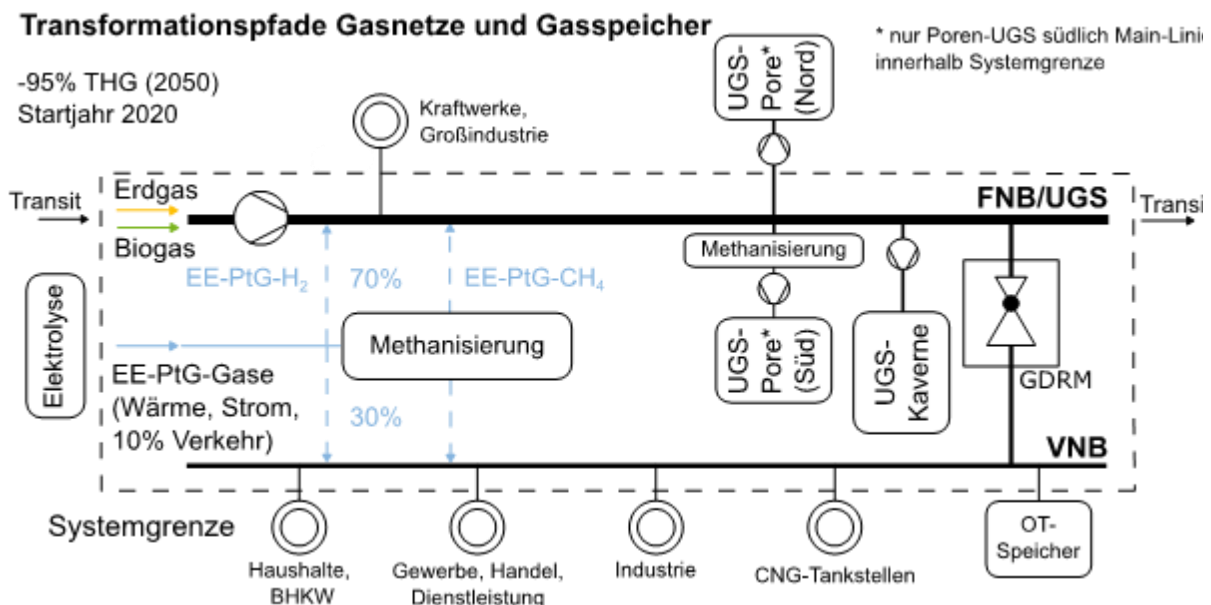 Transformationspfade Gasnetze und Gasspeicher
* nur Poren-UGS südlich Main-Lini
innerhalb Systemgrenze
-95% THG (2050)
Startjahr 2020
Kraftwerke,
Großindustrie
UGS-
Pore*
(Nord)
Transit
Erdgas
Biogas
FNB/UGS
Transi
EE-PtG-H₂
70%
EE-PtG-CH₄
Methanisierung
Elektrolyse
Methanisierung
UGS-
Pore*
(Süd)
UGS-
Kaverne
GDRM
EE-PtG-Gase
(Wärme, Strom,
10% Verkehr)
30%
VNB
Systemgrenze
Haushalte,
BHKW
Gewerbe, Handel,
Dienstleistung
Industrie
CNG-Tankstellen
OT-
Speicher